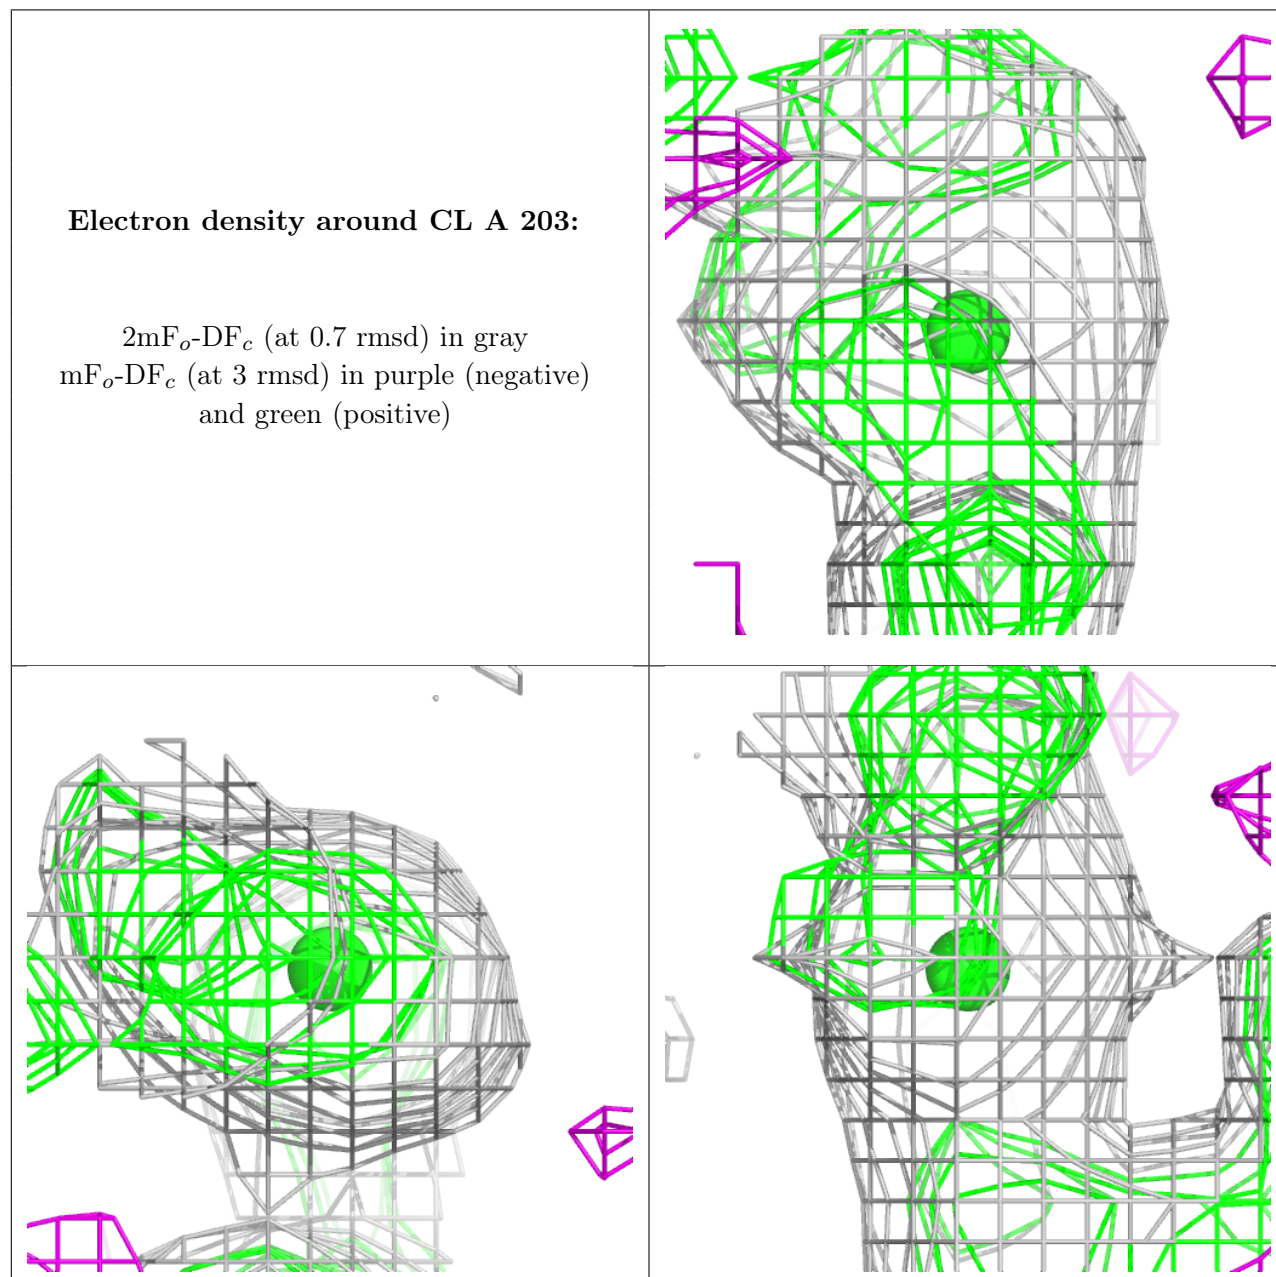 Electron density around CL A 203:
2mFo-DFc (at 0.7 rmsd) in gray
mFo-DFc (at 3 rmsd) in purple (negative)
and green (positive)